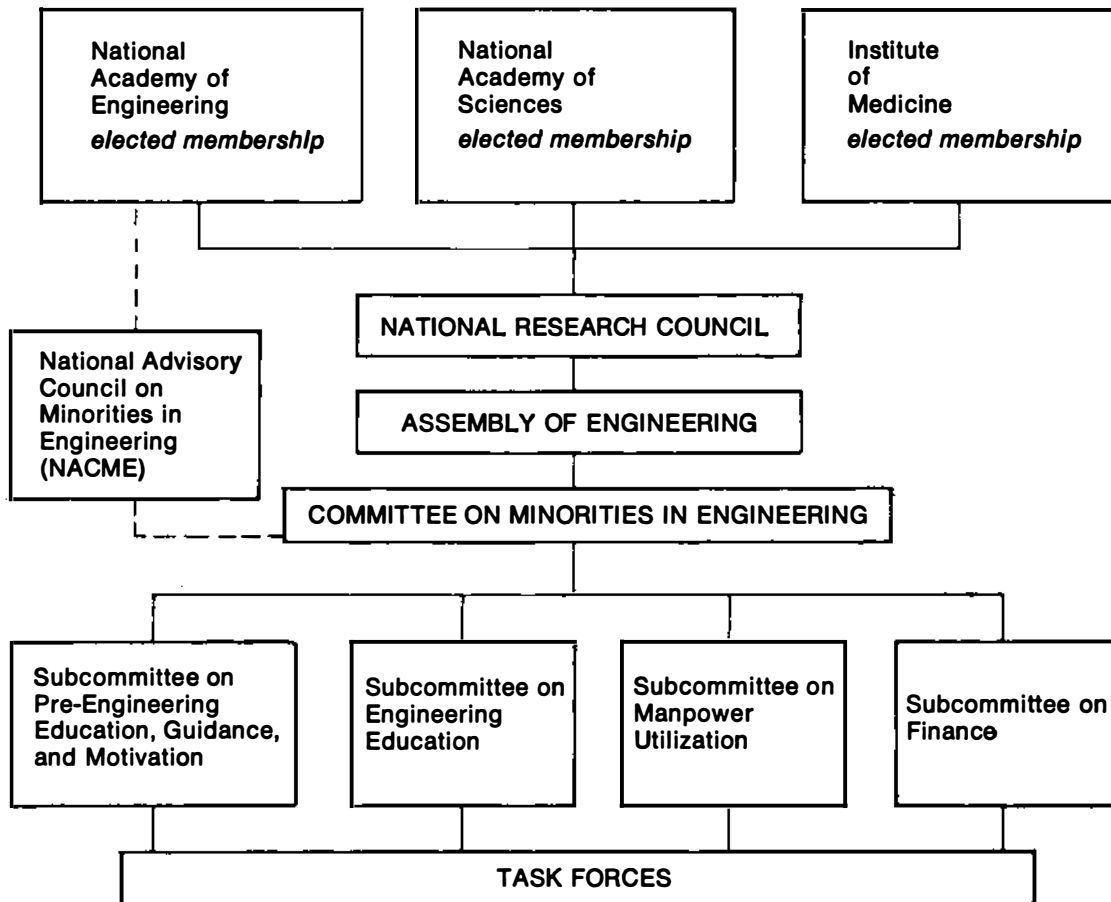 National
Academy of
Engineering
elected membership
National
Academy of
Sciences
elected membership
Institute
of
Medicine
elected membership
NATIONAL RESEARCH COUNCIL
National Advisory
Council on
Minorities in
Engineering
(NACME)
ASSEMBLY OF ENGINEERING
COMMITTEE ON MINORITIES IN ENGINEERING
Subcommittee on
Pre-Engineering
Education, Guidance,
and Motivation
Subcommittee on
Engineering
Education
Subcommittee on
Manpower
Utilization
Subcommittee on
Finance
TASK FORCES